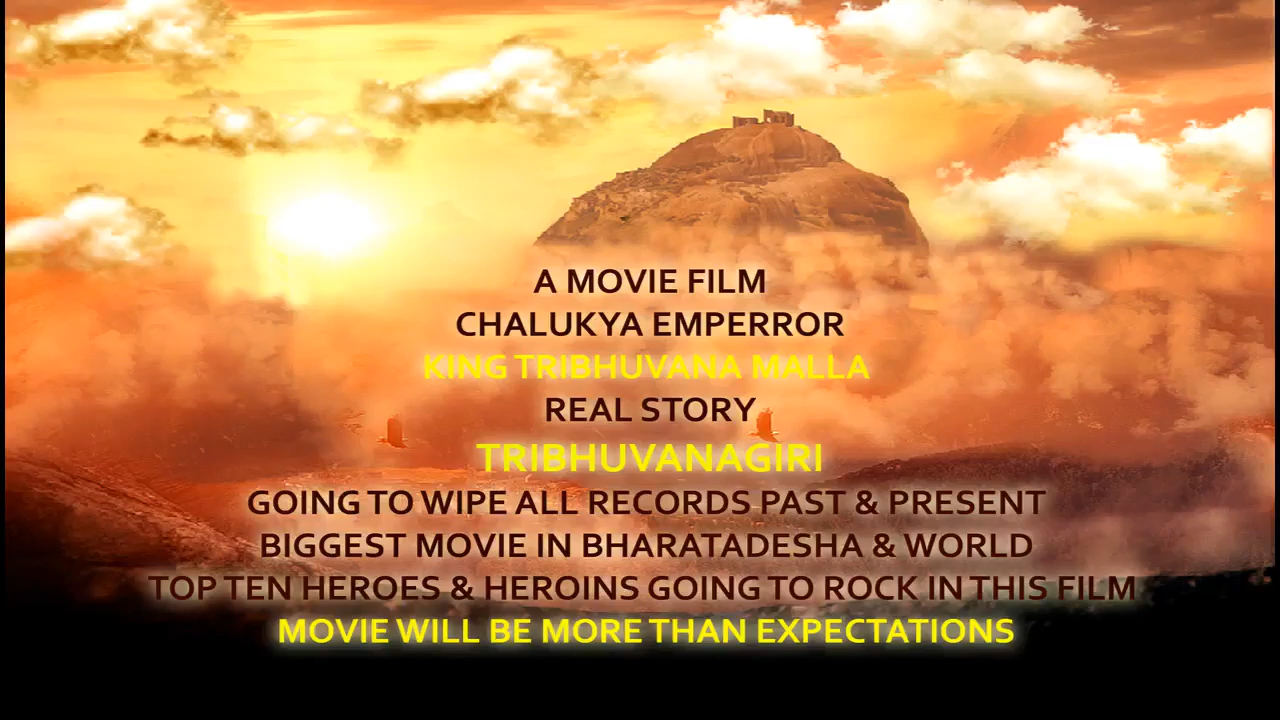 A MOVIE FILM
CHALUKYA EMPERROR
KING TRIBHUVANA MALLA
REAL STORY
TRIBHUVANAGIRI
GOING TO WIPE ALL RECORDS PAST & PRESENT
BIGGEST MOVIE IN BHARATADESHA & WORLD
TOP TEN HEROES & HEROINS GOING TO ROCK IN THIS FILM
MOVIE WILL BE MORE THAN EXPECTATIONS